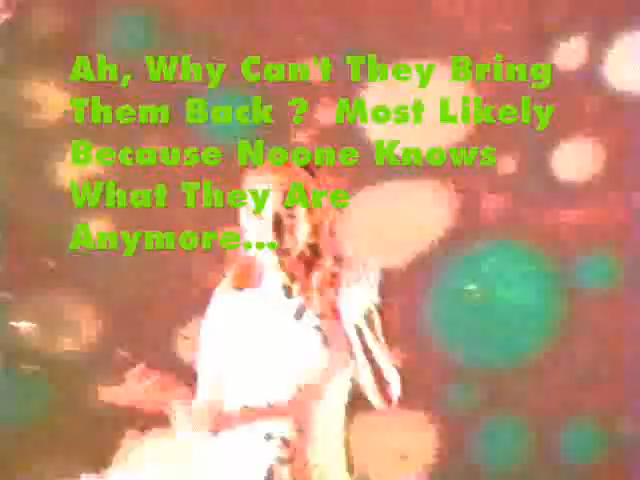 Ah, Why Can't They Bring
Them Back ?  Most Likely
Because Noone Knows
What They Are
Anymore...